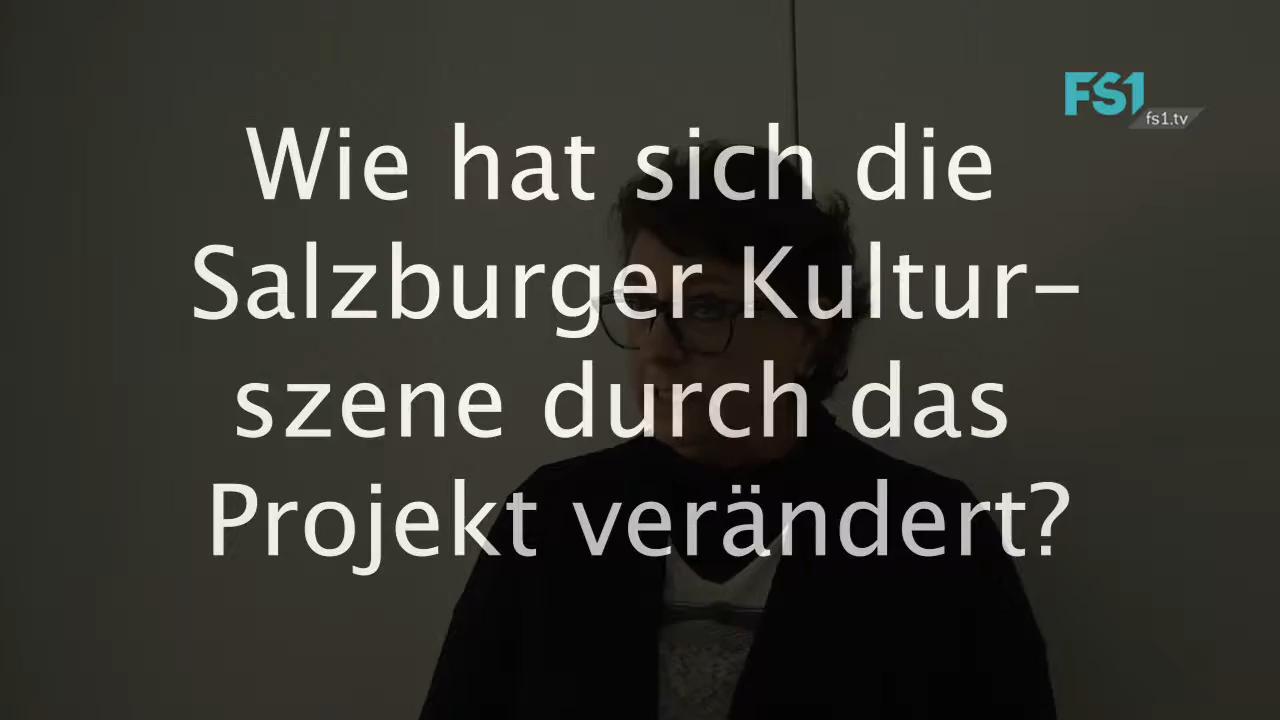 FS1
fs1.tv
Wie hat sich die
Salzburger Kultur-
szene durch das
Projekt verändert?